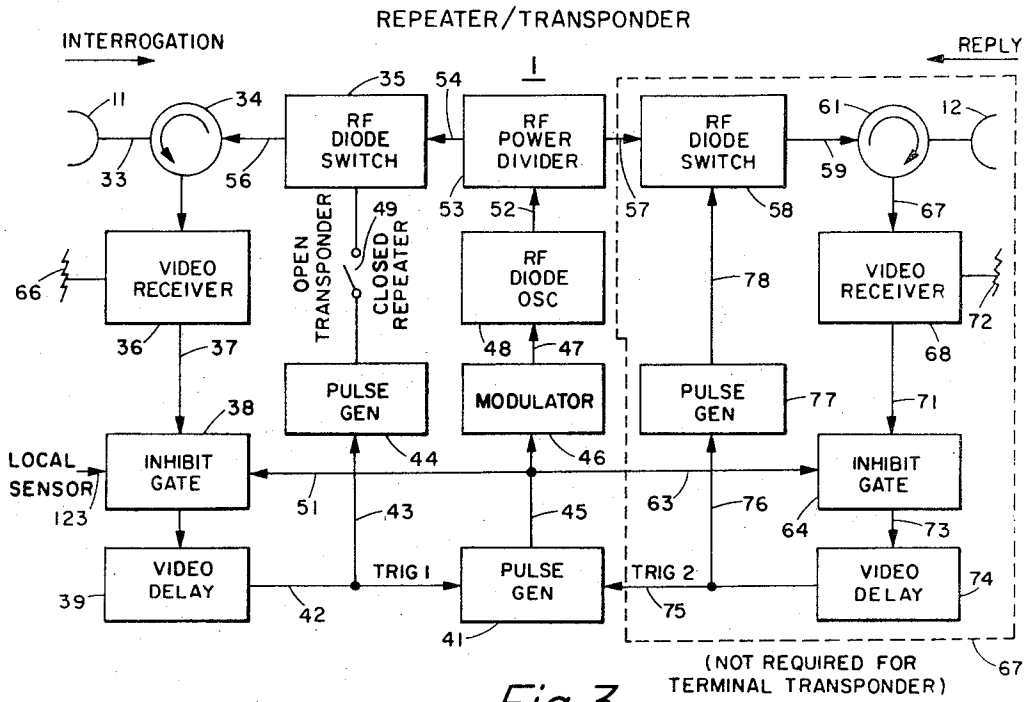 REPEATER/TRANSPONDER
INTERROGATION
1
REPLY
11
34
35
54
61
12
RF
DIODE
SWITCH
RF
POWER
DIVIDER
RF
DIODE
SWITCH
33
56
53
52
57
58
59
67
OPEN
TRANSPONDER
49
CLOSED
REPEATER
66
VIDEO
RECEIVER
RF
DIODE
OSC
78
VIDEO
RECEIVER
72
36
37
48
47
68
38
PULSE
GEN
MODULATOR
PULSE
GEN
77
71
LOCAL
SENSOR
123
INHIBIT
GATE
44
46
INHIBIT
GATE
51
43
45
63
76
64
73
VIDEO
DELAY
TRIG 1
PULSE
GEN
TRIG 2
VIDEO
DELAY
39
42
41
75
74
(NOT REQUIRED FOR
TERMINAL TRANSPONDER)
67
Fig. 3